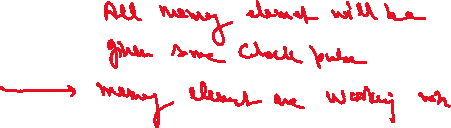 All memory element will be
given same clock pulse
memory element are working